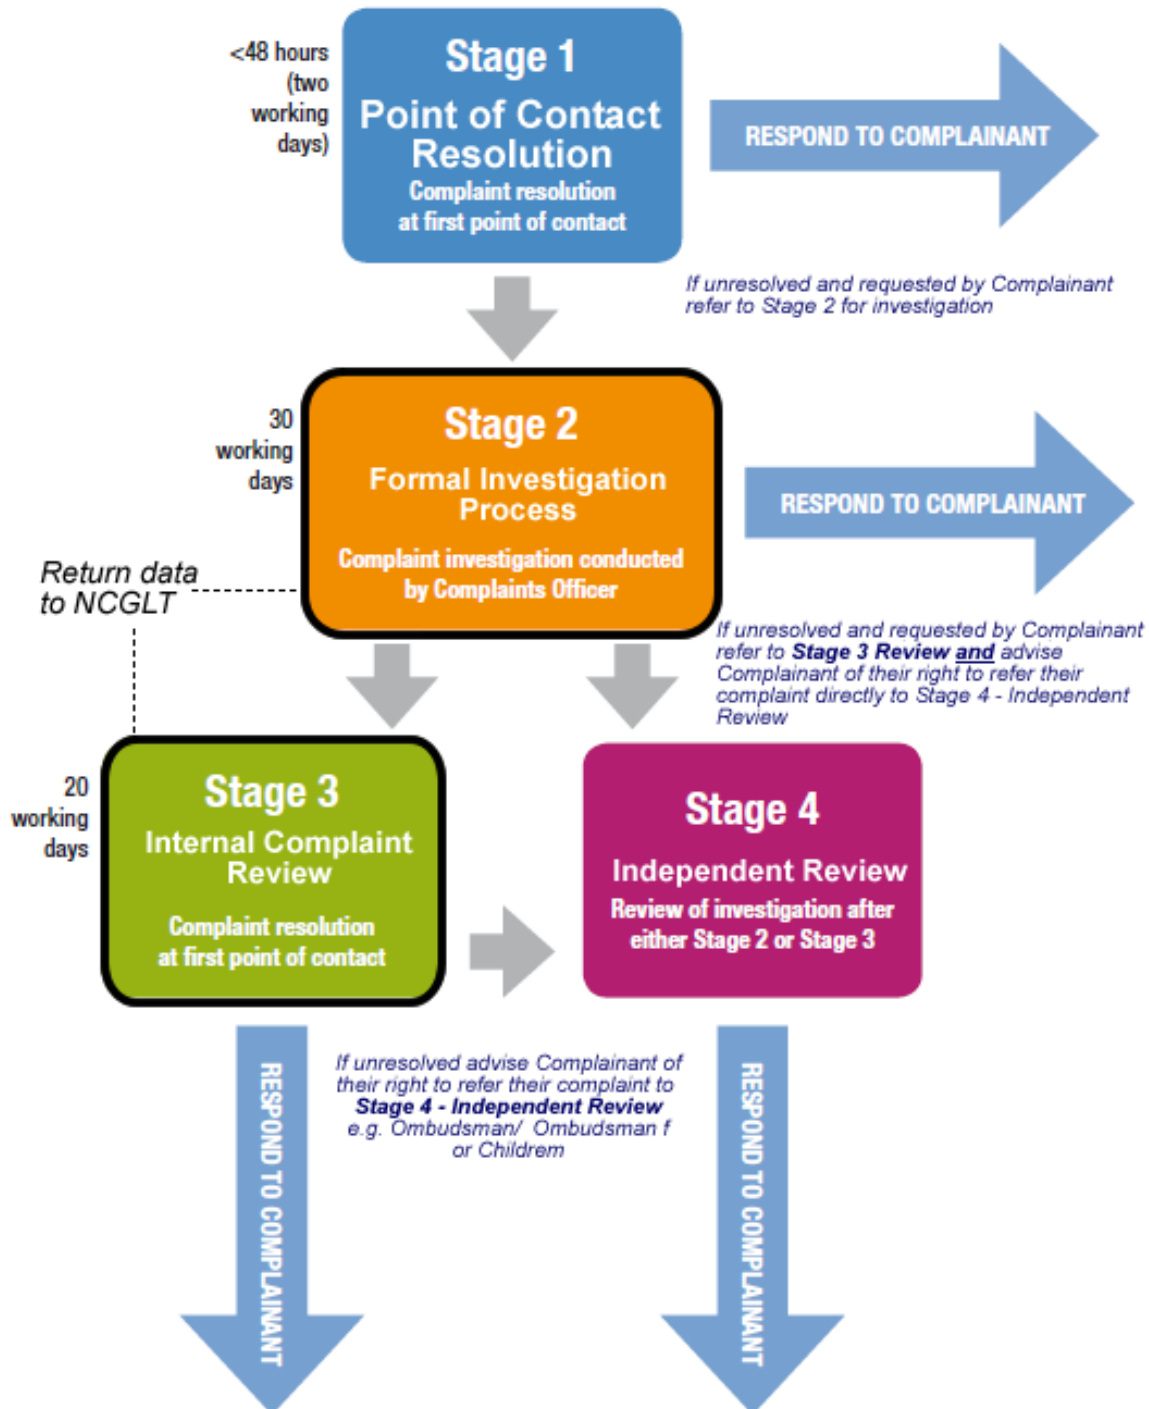 <48 hours
(two
working
days)
Stage 1
Point of Contact
Resolution
Complaint resolution
at first point of contact
RESPOND TO COMPLAINANT
If unresolved and requested by Complainant
refer to Stage 2 for investigation
30
working
days
Stage 2
Formal Investigation
Process
Complaint investigation conducted
by Complaints Officer
RESPOND TO COMPLAINANT
Return data
to NCGLT
If unresolved and requested by Complainant
refer to Stage 3 Review and advise
Complainant of their right to refer their
complaint directly to Stage 4 - Independent
Review
20
working
days
Stage 3
Internal Complaint
Review
Complaint resolution
at first point of contact
Stage 4
Independent Review
Review of investigation after
either Stage 2 or Stage 3
If unresolved advise Complainant of
their right to refer their complaint to
Stage 4 - Independent Review
e.g. Ombudsman/ Ombudsman f
or Childrem
RESPOND TO COMPLAINANT
RESPOND TO COMPLAINANT